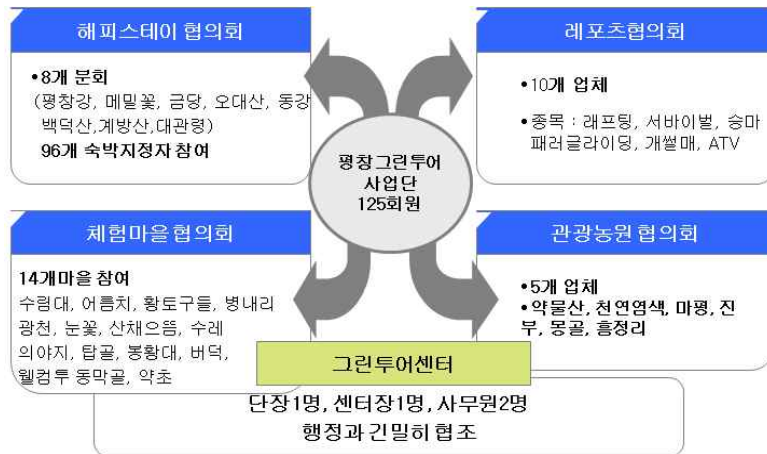 해피스테이 협의회
•8개 분회
(평창강, 메밀꽃, 금당, 오대산, 동강
백덕산,계방산,대관령)
96개 숙박지정자 참여
레포츠협의회
•10개 업체
•종목 : 래프팅, 서바이벌, 승마
패러글라이딩, 개썰매, ATV
평창그린투어
사업단
125회원
체험마을협의회
14개마을 참여
수림대, 어름치, 황토구들, 병내리
광천, 눈꽃, 산채으뜸, 수레
의야지, 탑골, 봉황대, 버덕,
웰컴투 동막골, 약초
관광농원 협의회
•5개 업체
•약물산, 천연염색, 마평, 진
부, 몽골, 흥정리
그린투어센터
단장1명, 센터장1명, 사무원2명
행정과 긴밀히 협조